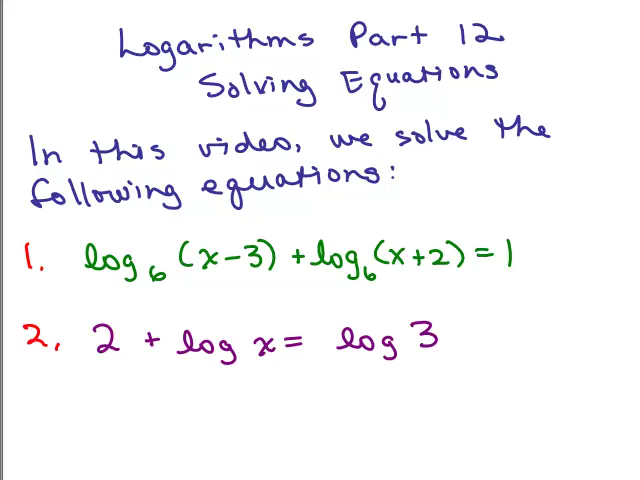 Logarithms Part 12
Solving Equations
In this video, we solve the
following equations:
1. log₆ (x-3) + log₆(x+2) = 1
2. 2 + log x = log 3